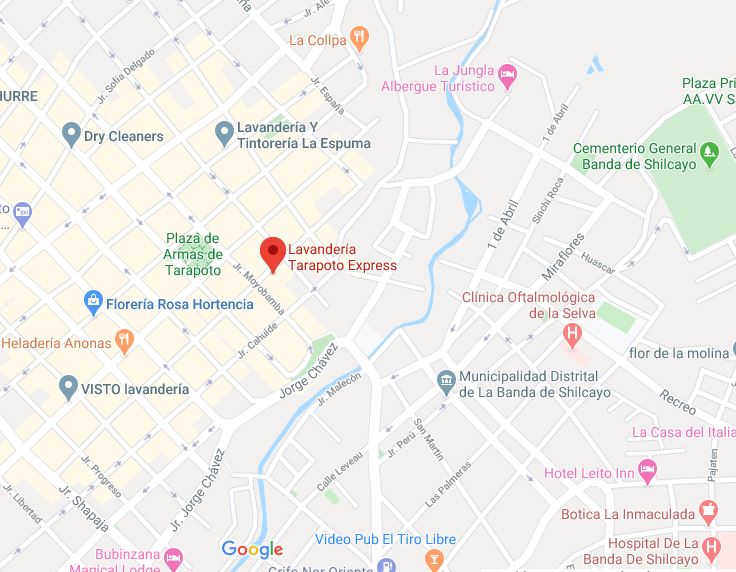 La Collpa
Jr. Sofia Delgado
Jr. España
La Jungla
Albergue Turístico
1 de Abril
Plaza Pri
AA.VV S
HURRE
Dry Cleaners
Lavandería Y
Tintorería La Espuma
Cementerio General
Banda de Shilcayo
Sinchi Roca
1 de Abril
Miraflores
Huascar
to
...
Plaza de
Armas de
Tarapoto
Lavandería
Tarapoto Express
Jr. Moyobamba
Florería Rosa Hortencia
Clínica Oftalmológica
de la Selva
Heladería Anonas
Jr. Cahuide
flor de la molina
VISTO lavandería
Jorge Chávez
Jr. Malecón
Municipalidad Distrital
de La Banda de Shilcayo
Recreo
San Martin
Jr. Perú
La Casa del Italia
Calle Leveau
Las Palmeras
Hotel Leito Inn
Pajaten
Jr. Progreso
Jr. Libertad
Jr. Shapaja
Jr. Jorge Chávez
Botica La Inmaculada
Google
Video Pub El Tiro Libre
Hospital De La
Banda De Shilcayo
Bubinzana
Magical Lodge
Grifo Nor Oriente